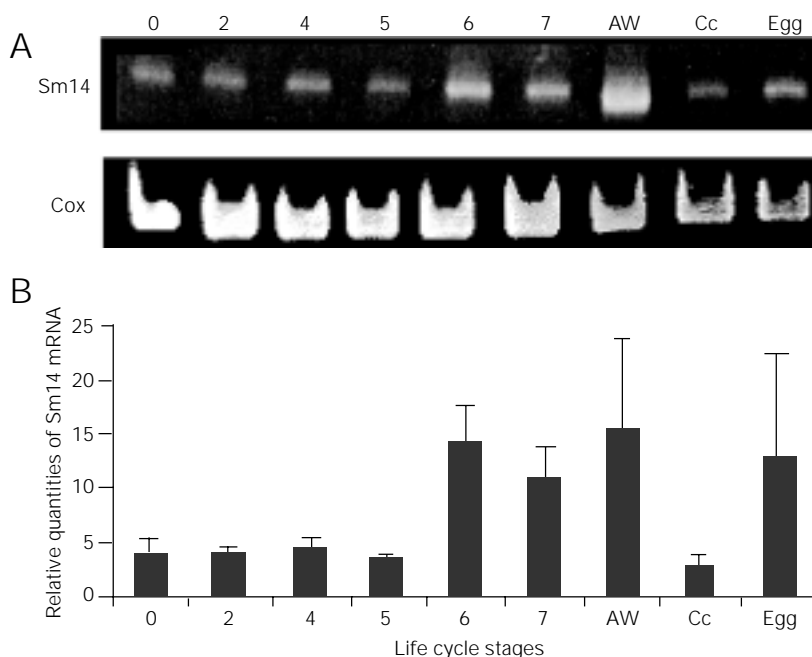 0 2 4 5 6 7 AW Cc Egg
A
Sm14
Cox
B
Relative quantities of Sm14 mRNA
25
20
15
10
5
0
0 2 4 5 6 7 AW Cc Egg
Life cycle stages